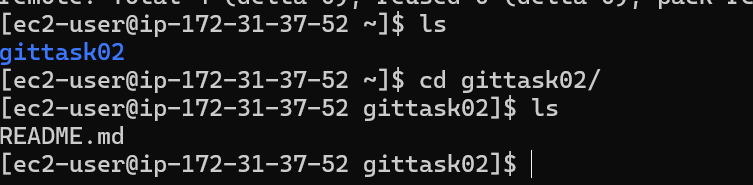 [ec2-user@ip-172-31-37-52 ~]$ ls
gittask02
[ec2-user@ip-172-31-37-52 ~]$ cd gittask02/
[ec2-user@ip-172-31-37-52 gittask02]$ ls
README.md
[ec2-user@ip-172-31-37-52 gittask02]$